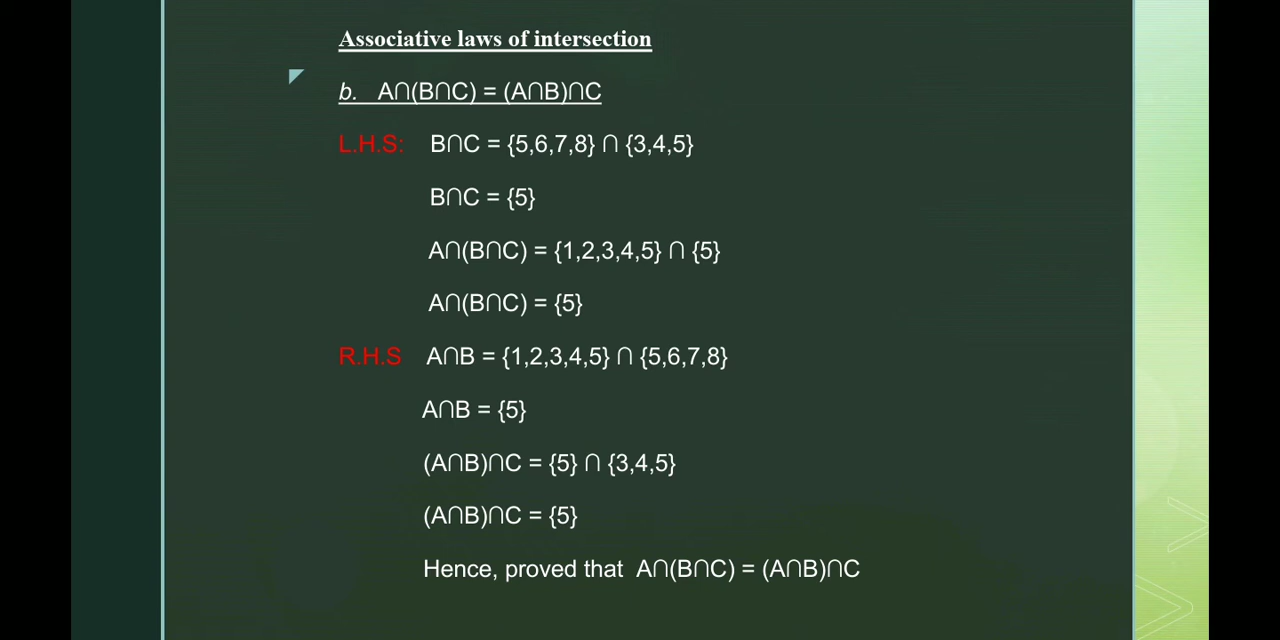 Associative laws of intersection
b. A∩(B∩C) = (A∩B)∩C
L.H.S: B∩C = {5,6,7,8} ∩ {3,4,5}
B∩C = {5}
A∩(B∩C) = {1,2,3,4,5} ∩ {5}
A∩(B∩C) = {5}
R.H.S A∩B = {1,2,3,4,5} ∩ {5,6,7,8}
A∩B = {5}
(A∩B)∩C = {5} ∩ {3,4,5}
(A∩B)∩C = {5}
Hence, proved that A∩(B∩C) = (A∩B)∩C